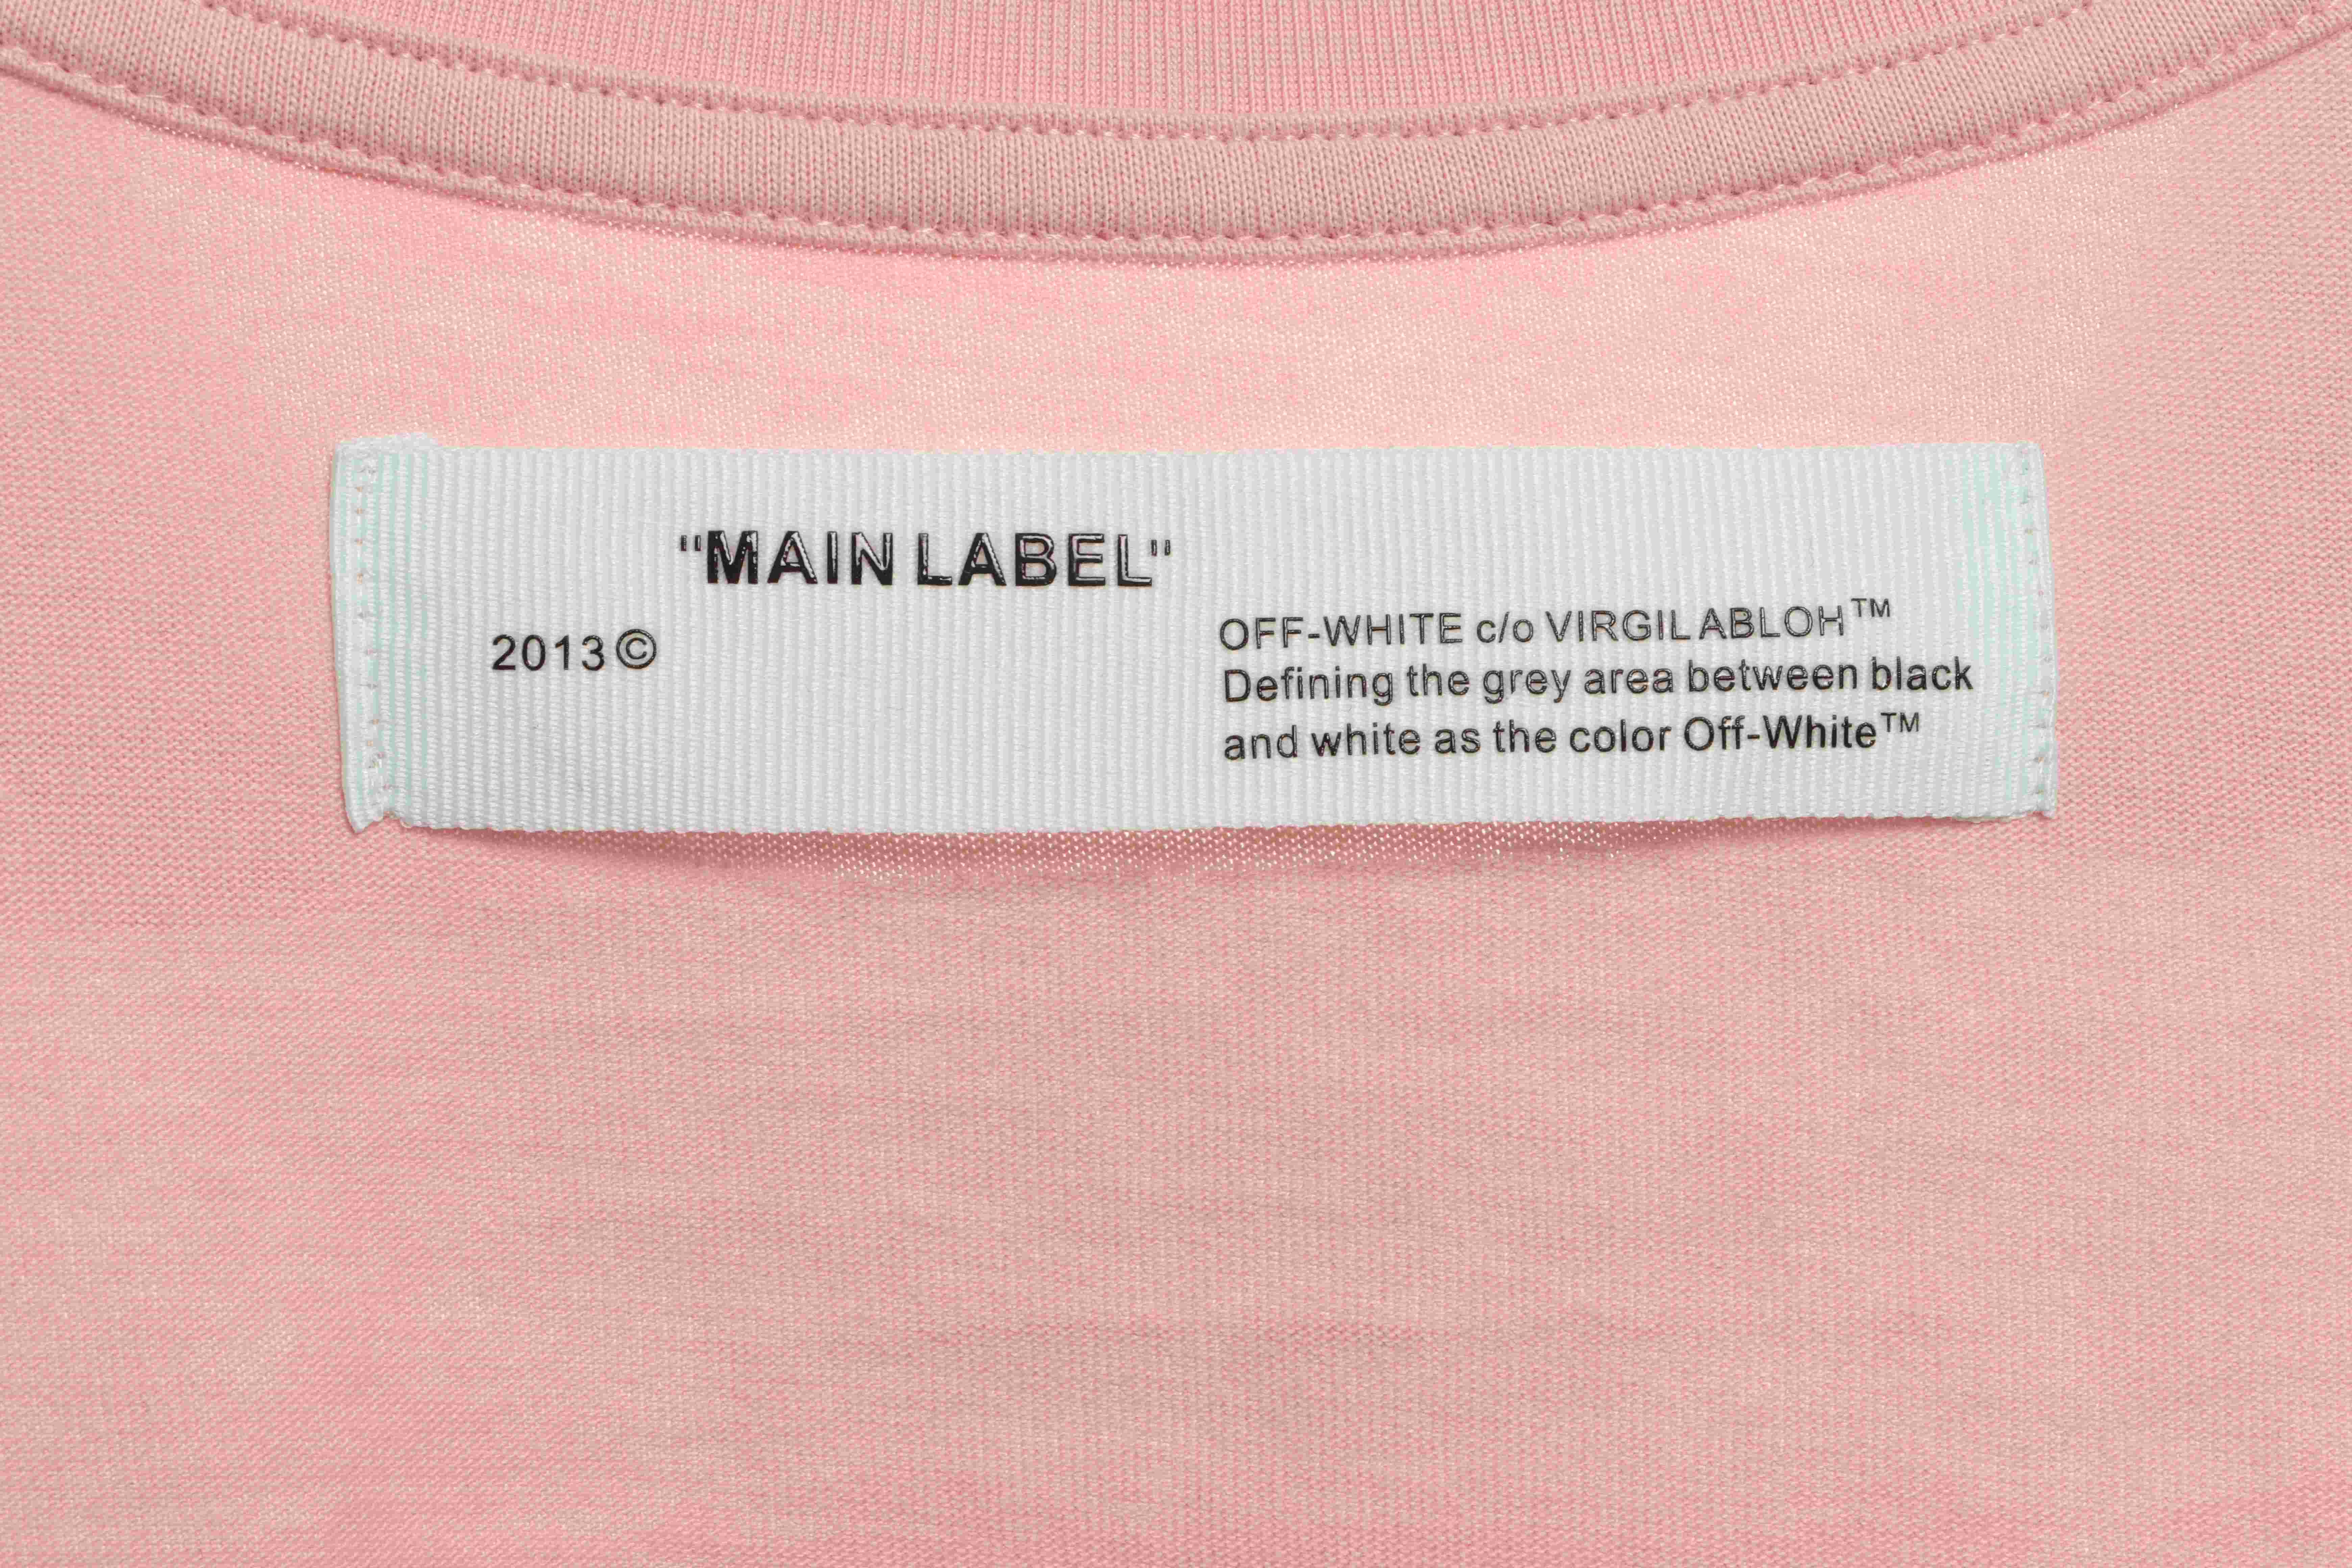 "MAIN LABEL"
2013©
OFF-WHITE c/o VIRGIL ABLOH™
Defining the grey area between black
and white as the color Off-White™